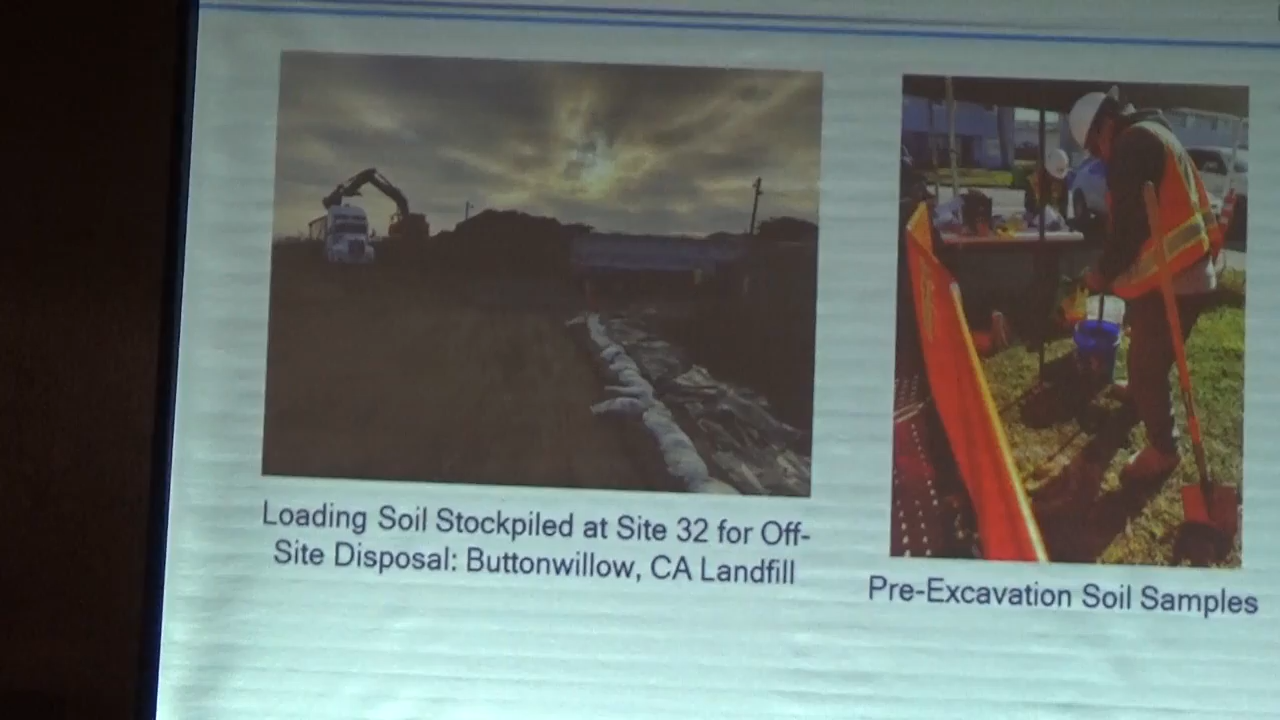 Loading Soil Stockpiled at Site 32 for Off-
Site Disposal: Buttonwillow, CA Landfill
Pre-Excavation Soil Samples